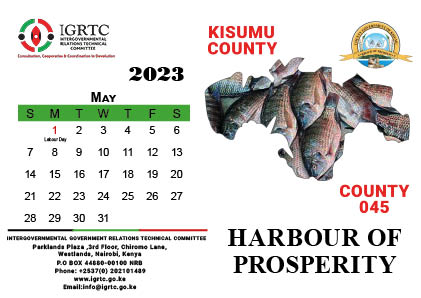 IGRTC
INTERGOVERNMENTAL
RELATIONS TECHNICAL
COMMITTEE
Consultation, Cooperation & Coordination in Devolution
2023
MAY
S M T W T F S
1 2 3 4 5 6
Labour Day
7 8 9 10 11 12 13
14 15 16 17 18 19 20
21 22 23 24 25 26 27
28 29 30 31
INTERGOVERNMENTAL GOVERNMENT RELATIONS TECHNICAL COMMITTEE
Parklands Plaza ,3rd Floor, Chiromo Lane,
Westlands, Nairobi, Kenya
P.O BOX 44880-00100 NRB
Phone: +2537(0) 202101489
www.igrtc.go.ke
Email:info@igrtc.go.ke
KISUMU
COUNTY
COUNTY
045
HARBOUR OF
PROSPERITY